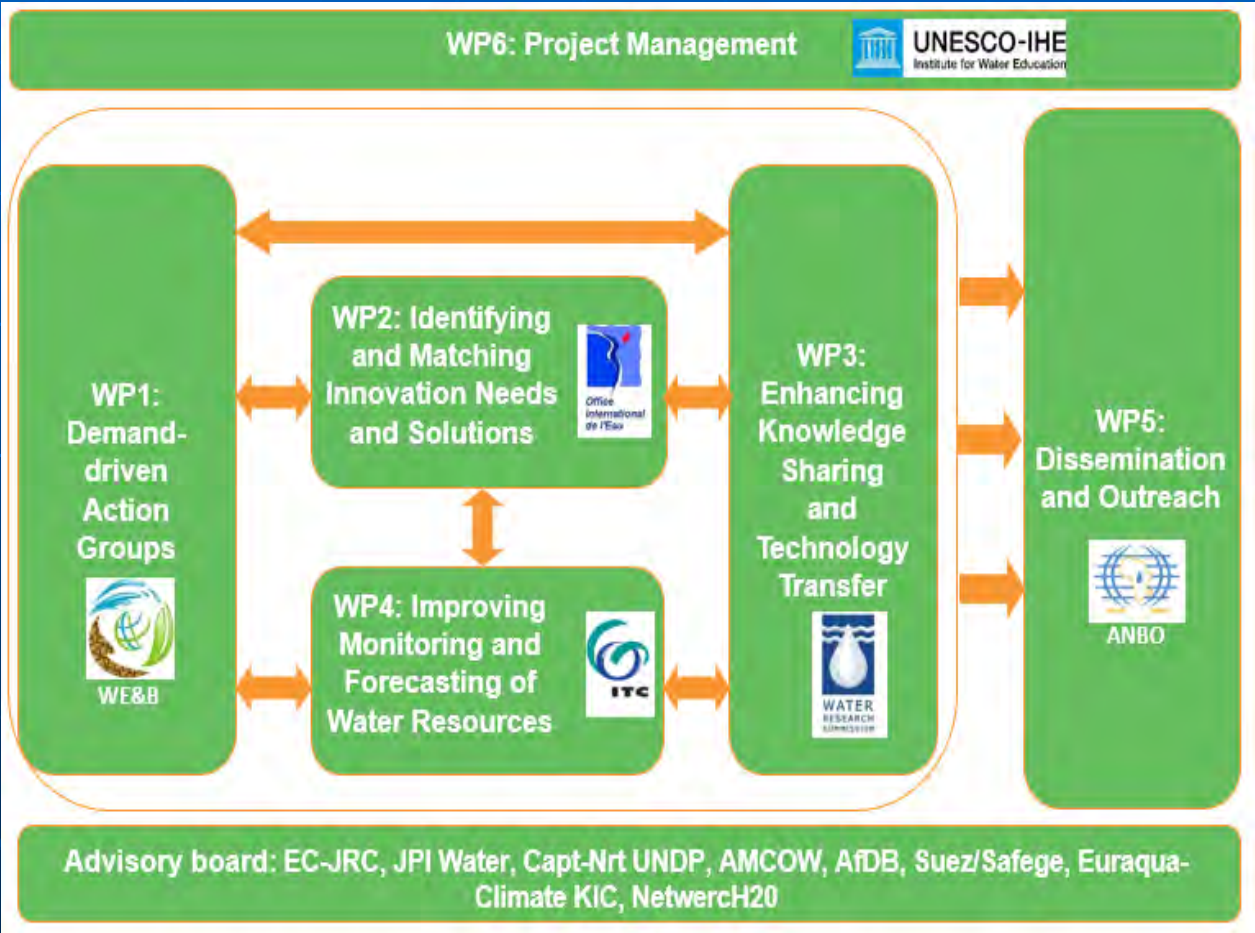 WP6: Project Management
UNESCO-IHE
Institute for Water Education
WP1:
Demand-
driven
Action
Groups
WE&B
WP2: Identifying
and Matching
Innovation Needs
and Solutions
Office
International
de l'Eau
WP4: Improving
Monitoring and
Forecasting of
Water Resources
ITC
WP3:
Enhancing
Knowledge
Sharing
and
Technology
Transfer
WATER
RESEARCH
COMMISSION
WP5:
Dissemination
and Outreach
ANBO
Advisory board: EC-JRC, JPI Water, Capt-Nrt UNDP, AMCOW, AfDB, Suez/Safege, Euraqua-
Climate KIC, NetwercH20